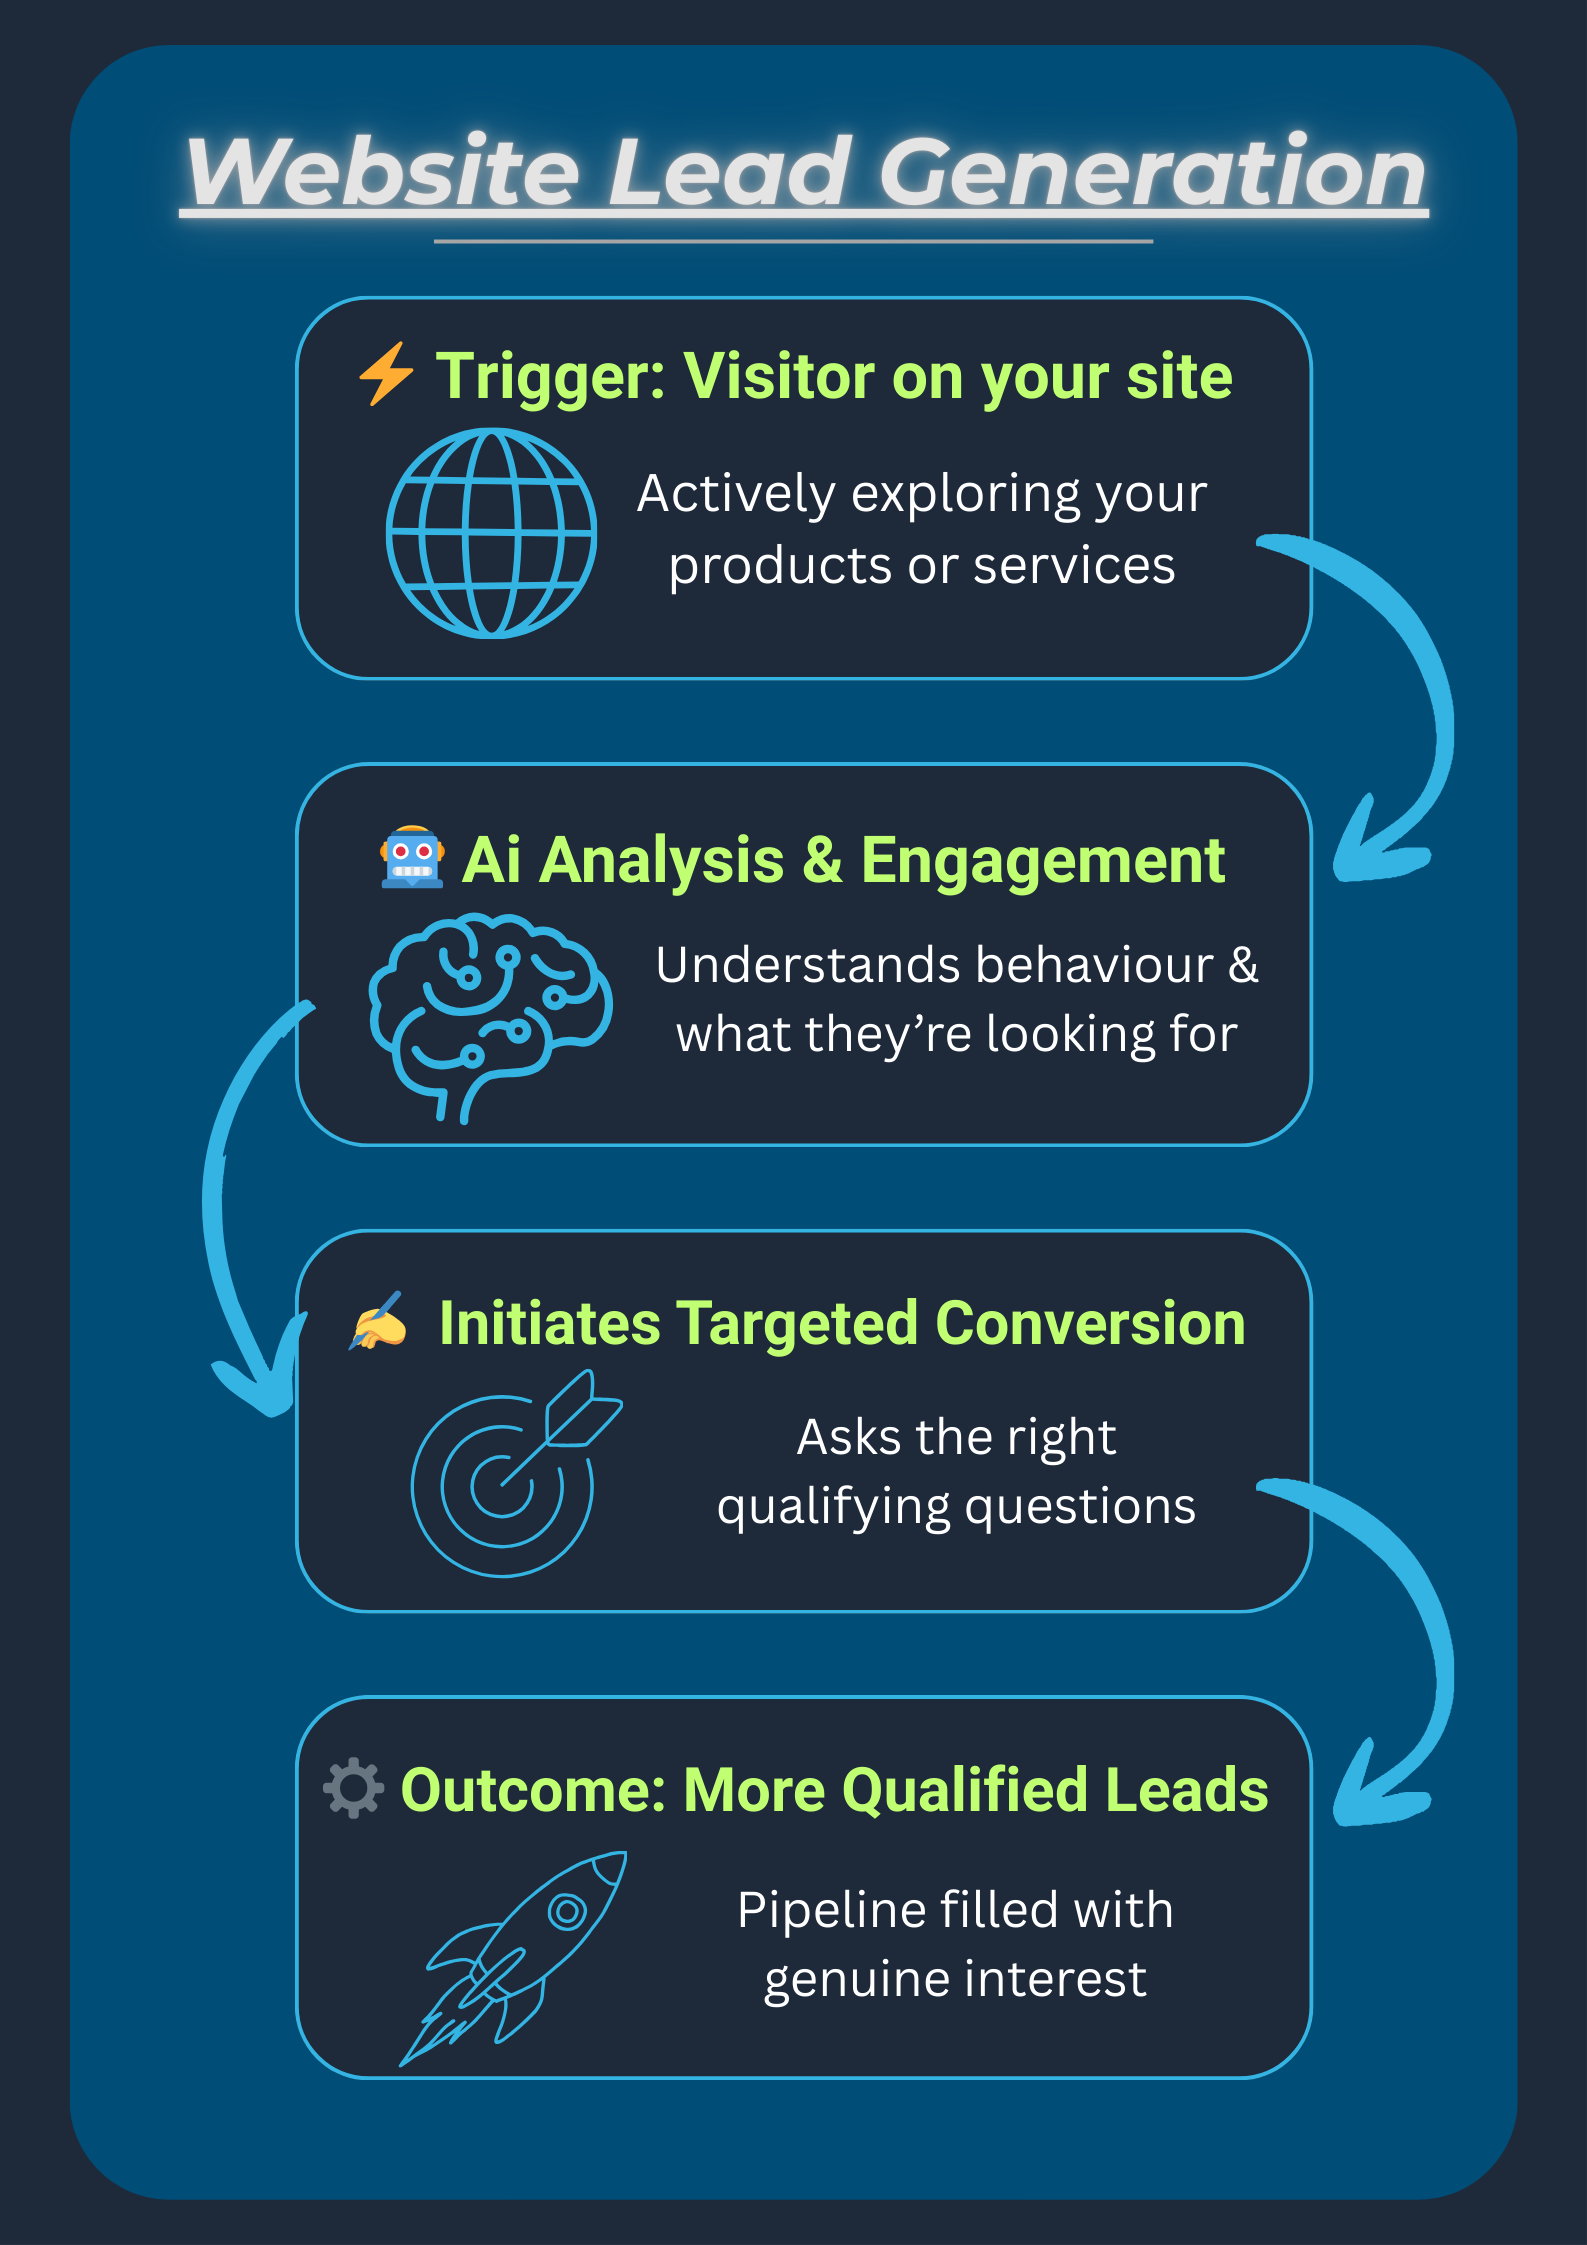 Website Lead Generation
⚡ Trigger: Visitor on your site
Actively exploring your
products or services
🤖 Ai Analysis & Engagement
Understands behaviour &
what they’re looking for
✍️ Initiates Targeted Conversion
Asks the right
qualifying questions
⚙️ Outcome: More Qualified Leads
Pipeline filled with
genuine interest